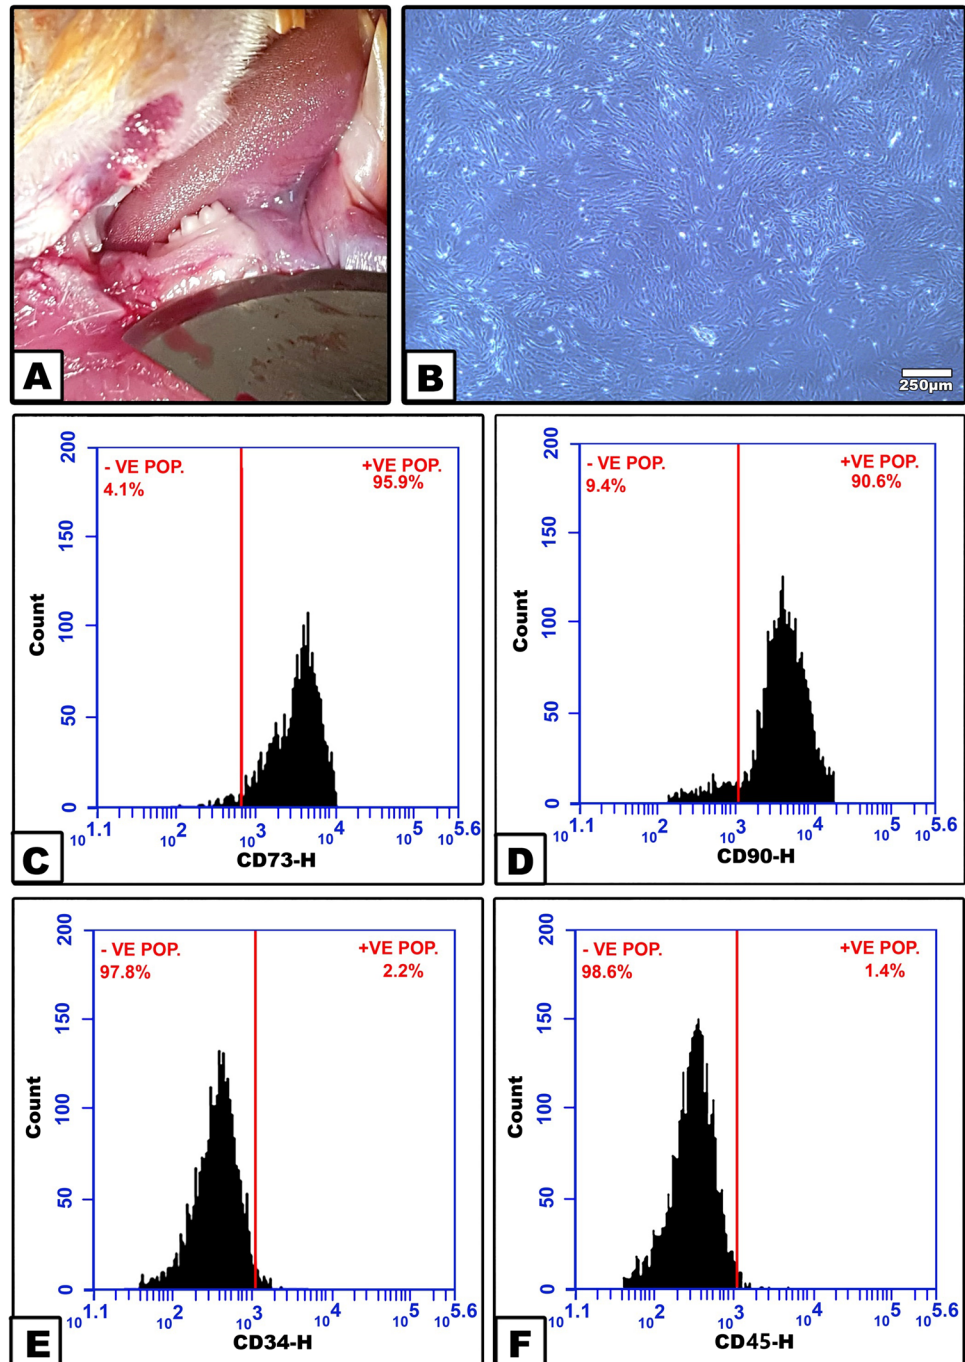 A
B
250µm
200
150
100
50
0
Count
- VE POP.
4.1%
+VE POP.
95.9%
10^1.1 10^2 10^3 10^4 10^5 10^5.6
CD73-H
C
200
150
100
50
0
Count
- VE POP.
9.4%
+VE POP.
90.6%
10^1.1 10^2 10^3 10^4 10^5 10^5.6
CD90-H
D
200
150
100
50
0
Count
- VE POP.
97.8%
+VE POP.
2.2%
10^1.1 10^2 10^3 10^4 10^5 10^5.6
CD34-H
E
200
150
100
50
0
Count
- VE POP.
98.6%
+VE POP.
1.4%
10^1.1 10^2 10^3 10^4 10^5 10^5.6
CD45-H
F